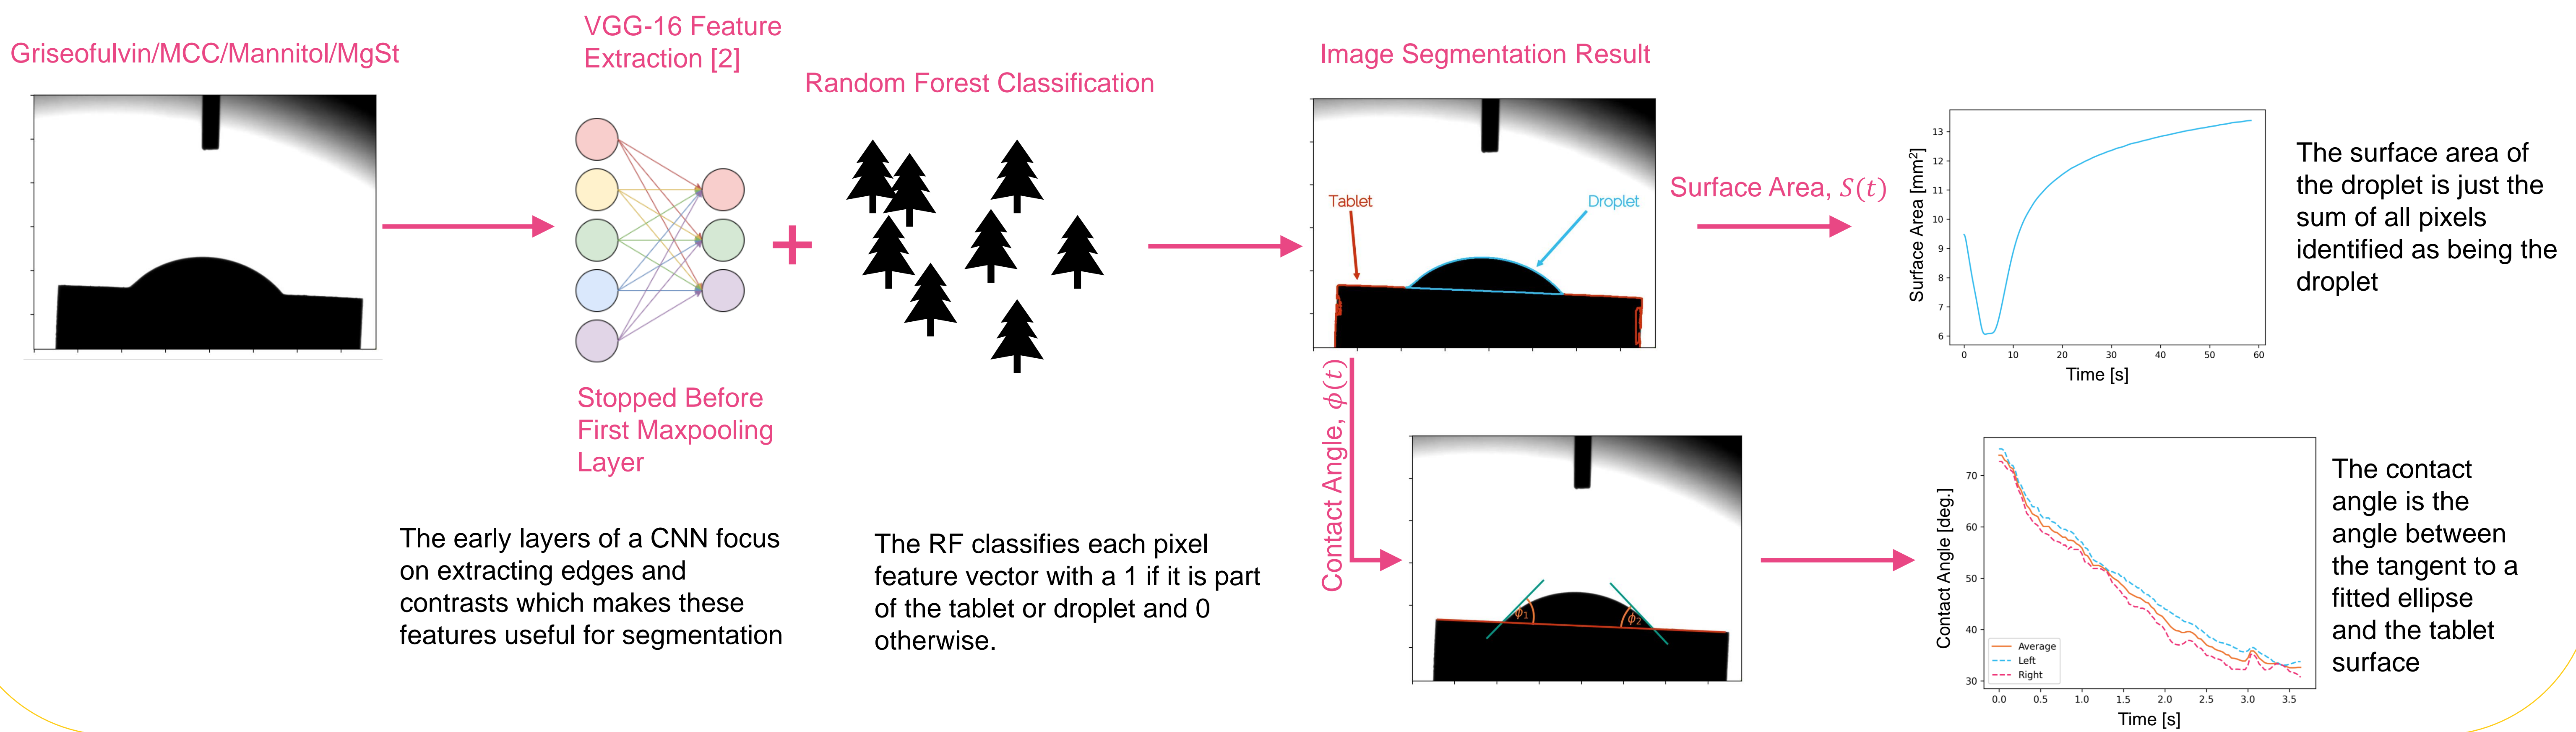 Griseofulvin/MCC/Mannitol/MgSt
VGG-16 Feature
Extraction [2]
Stopped Before
First Maxpooling
Layer
The early layers of a CNN focus
on extracting edges and
contrasts which makes these
features useful for segmentation
Random Forest Classification
The RF classifies each pixel
feature vector with a 1 if it is part
of the tablet or droplet and 0
otherwise.
Image Segmentation Result
Tablet
Droplet
Surface Area, S(t)
Contact Angle, ϕ(t)
ϕ₁
ϕ₂
Surface Area [mm²]
13
12
11
10
9
8
7
6
0 10 20 30 40 50 60
Time [s]
The surface area of
the droplet is just the
sum of all pixels
identified as being the
droplet
Contact Angle [deg.]
70
60
50
40
30
Average
Left
Right
0.0 0.5 1.0 1.5 2.0 2.5 3.0 3.5
Time [s]
The contact
angle is the
angle between
the tangent to a
fitted ellipse
and the tablet
surface